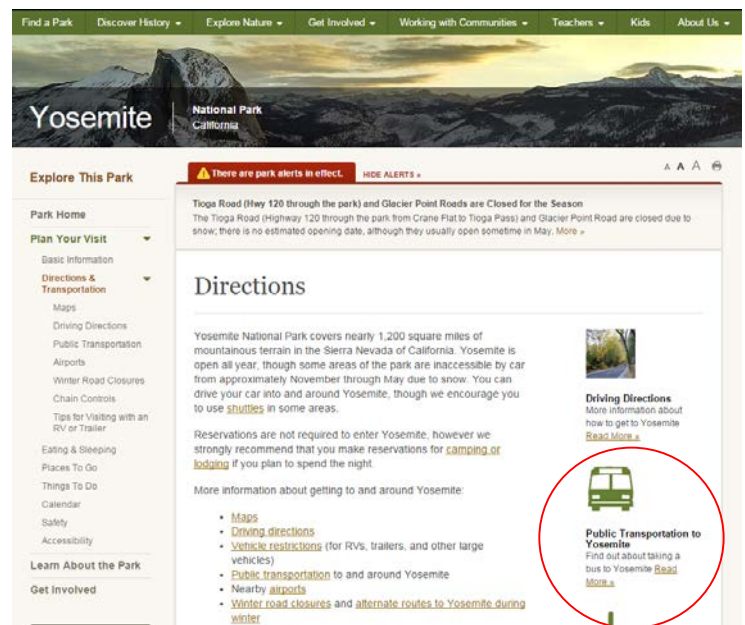 Find a Park Discover History Explore Nature Get Involved Working with Communities Teachers Kids About Us
Yosemite
National Park
California
Explore This Park
Park Home
Plan Your Visit
Basic Information
Directions &
Transportation
Maps
Driving Directions
Public Transportation
Airports
Winter Road Closures
Chain Controls
Tips for Visiting with an
RV or Trailer
Eating & Sleeping
Places To Go
Things To Do
Calendar
Safety
Accessibility
Learn About the Park
Get Involved
There are park alerts in effect. HIDE ALERTS »
A A A
Tioga Road (Hwy 120 through the park) and Glacier Point Roads are Closed for the Season
The Tioga Road (Highway 120 through the park from Crane Flat to Tioga Pass) and Glacier Point Road are closed due to
snow; there is no estimated opening date, although they usually open sometime in May. More »
Directions
Yosemite National Park covers nearly 1,200 square miles of
mountainous terrain in the Sierra Nevada of California. Yosemite is
open all year, though some areas of the park are inaccessible by car
from approximately November through May due to snow. You can
drive your car into and around Yosemite, though we encourage you
to use shuttles in some areas.
Reservations are not required to enter Yosemite, however we
strongly recommend that you make reservations for camping or
lodging if you plan to spend the night.
More information about getting to and around Yosemite:
• Maps
• Driving directions
• Vehicle restrictions (for RVs, trailers, and other large
vehicles)
• Public transportation to and around Yosemite
• Nearby airports
• Winter road closures and alternate routes to Yosemite during
winter
Driving Directions
More information about
how to get to Yosemite
Read More »
Public Transportation to
Yosemite
Find out about taking a
bus to Yosemite Read
More »